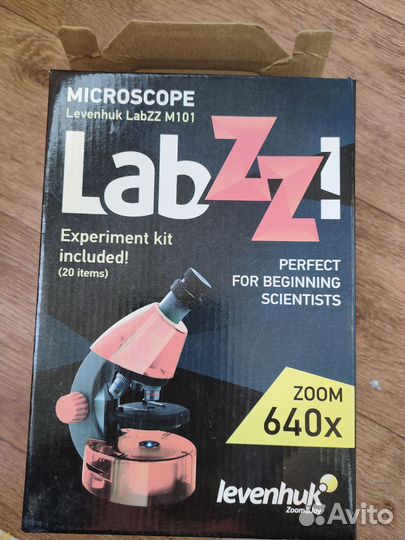 MICROSCOPE
Levenhuk LabZZ M101
LabZZ!
Experiment kit
included!
(20 items)
PERFECT
FOR BEGINNING
SCIENTISTS
ZOOM
640x
levenhuk
Zoom&Joy
Avito